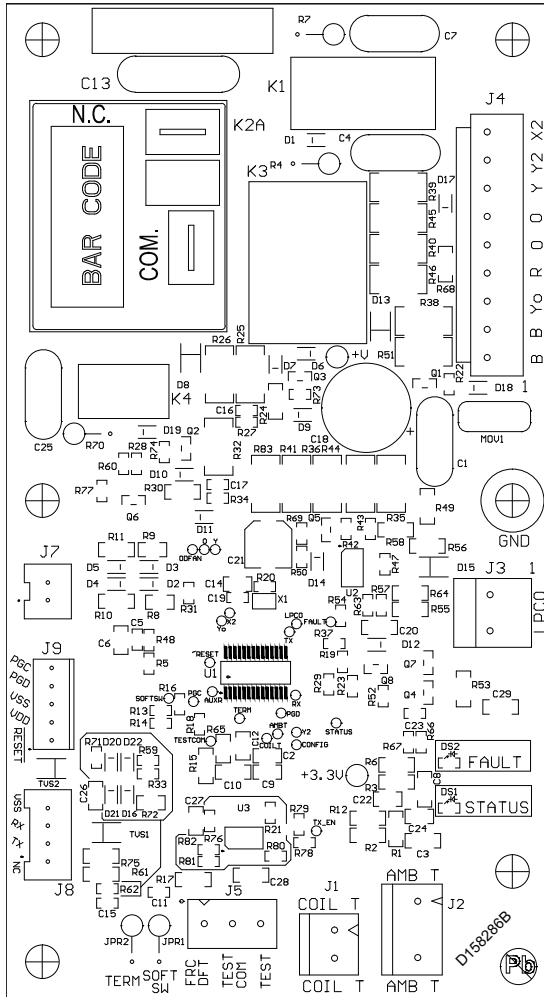 R7
C7
C13
K1
J4
N.C.
K2A
D1
C4
X2
Y2
Y
O
O
R
Yo
B
B
1
R4
K3
BAR CODE
COM.
R39
D17
R45
R40
R46
R68
R38
D13
R26
R25
R51
+V
D6
D7
Q3
D8
R73
Q1
R22
D18
K4
C16
R24
R27
D9
C18
+
MOV1
C25
R70
D19
Q2
R28
R74
R32
R60
D10
R83
R41
R36
R44
C1
R77
R30
C17
R34
Q6
D11
R69
Q5
R43
R35
R49
GND
R11
R9
ODFAN
O
Y
C21
R42
R58
R56
R50
D14
J7
D5
D3
R47
D15
J3
1
D4
D2
C14
R20
U2
R64
LPCO
R10
R8
R31
C19
X1
R54
R63
R57
R55
Yo
X2
LPCO
FAULT
C6
C5
R48
TX
R37
C20
J9
R5
RESET
U1
R19
D12
PGC
PGD
VSS
VDD
RESET
Q7
Q8
R16
SOFTSW
PGC
AUXR
R29
R23
R52
Q4
R53
RX
C29
R13
R14
R18
TERM
PGD
STATUS
TESTCOM
R65
C12
AMBT
COILT
Y2
CONFIG
C23
R66
R71
D20
D22
R59
R15
C10
C9
C2
R67
DS2
FAULT
TVS2
R33
+3.3V
R6
R3
C8
DS1
STATUS
C26
VSS
RX
TX
NC
D21
D16
R72
C27
U3
C22
TVS1
R82
R76
R21
R79
TX_EN
R12
C24
R81
R80
R78
R2
R1
C3
R75
R61
J8
R62
R17
J5
C28
J1
AMB T
C15
C11
COIL T
J2
JPR2
JPR1
D158286B
TERM
SOFT
SW
FRC
DFT
TEST
COM
TEST
COIL T
AMB T
Pb